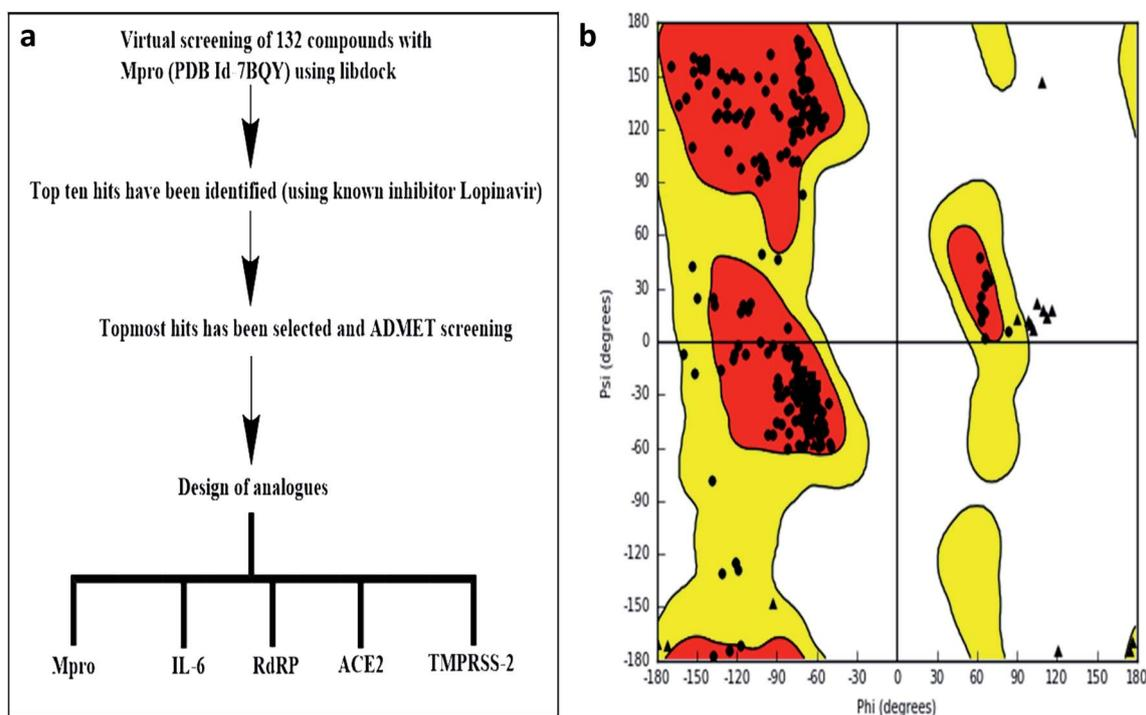 a
Virtual screening of 132 compounds with
Mpro (PDB Id-7BQY) using libdock
Top ten hits have been identified (using known inhibitor Lopinavir)
Topmost hits has been selected and ADMET screening
Design of analogues
Mpro IL-6 RdRP ACE2 TMPRSS-2
b
180
150
120
90
60
30
0
-30
-60
-90
-120
-150
-180
Psi (degrees)
-180 -150 -120 -90 -60 -30 0 30 60 90 120 150 180
Phi (degrees)